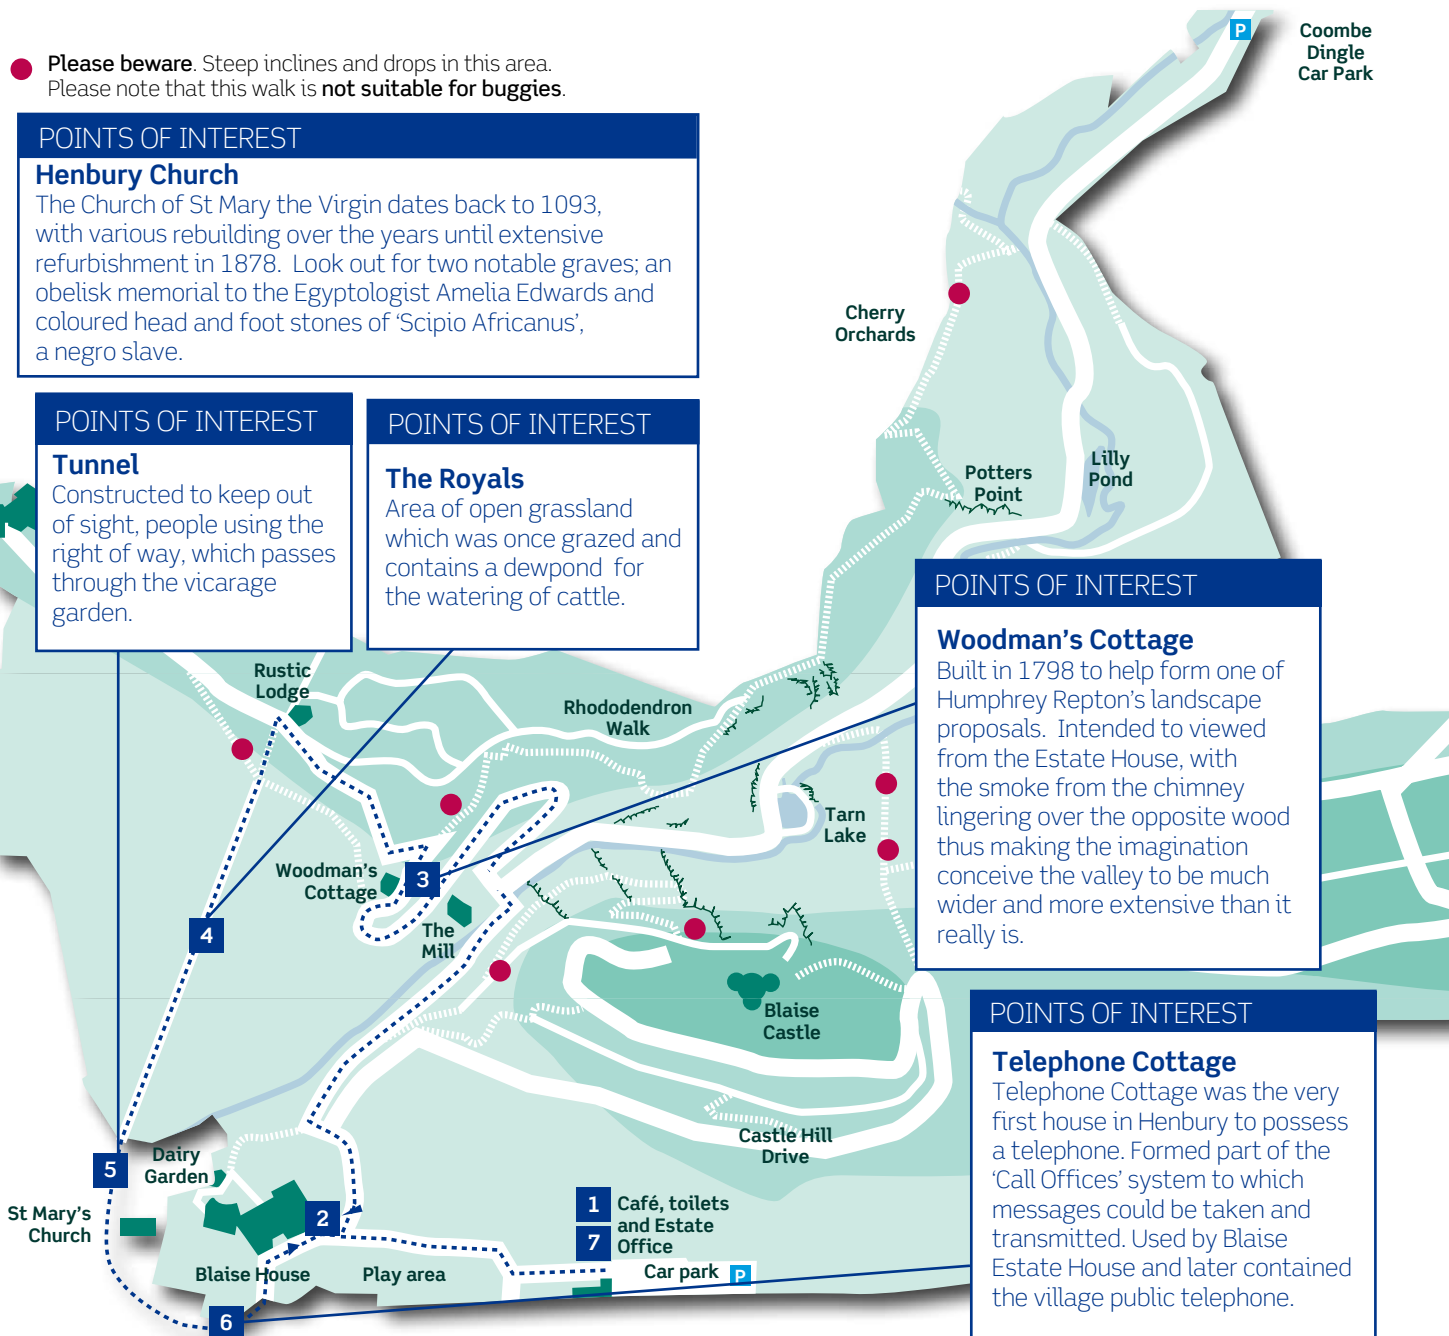 Please beware. Steep inclines and drops in this area.
Please note that this walk is not suitable for buggies.
POINTS OF INTEREST
Henbury Church
The Church of St Mary the Virgin dates back to 1093,
with various rebuilding over the years until extensive
refurbishment in 1878.  Look out for two notable graves; an
obelisk memorial to the Egyptologist Amelia Edwards and
coloured head and foot stones of ‘Scipio Africanus’,
a negro slave.
POINTS OF INTEREST
Tunnel
Constructed to keep out
of sight, people using the
right of way, which passes
through the vicarage
garden.
POINTS OF INTEREST
The Royals
Area of open grassland
which was once grazed and
contains a dewpond  for
the watering of cattle.
P
Coombe
Dingle
Car Park
Cherry
Orchards
Potters
Point
Lilly
Pond
POINTS OF INTEREST
Woodman’s Cottage
Built in 1798 to help form one of
Humphrey Repton’s landscape
proposals.  Intended to viewed
from the Estate House, with
the smoke from the chimney
lingering over the opposite wood
thus making the imagination
conceive the valley to be much
wider and more extensive than it
really is.
Rustic
Lodge
Rhododendron
Walk
Tarn
Lake
Woodman’s
Cottage
3
The
Mill
4
Blaise
Castle
Castle Hill
Drive
POINTS OF INTEREST
Telephone Cottage
Telephone Cottage was the very
first house in Henbury to possess
a telephone. Formed part of the
‘Call Offices’ system to which
messages could be taken and
transmitted. Used by Blaise
Estate House and later contained
the village public telephone.
5
Dairy
Garden
St Mary’s
Church
2
1
7
Café, toilets
and Estate
Office
Blaise House
Play area
Car park
P
6